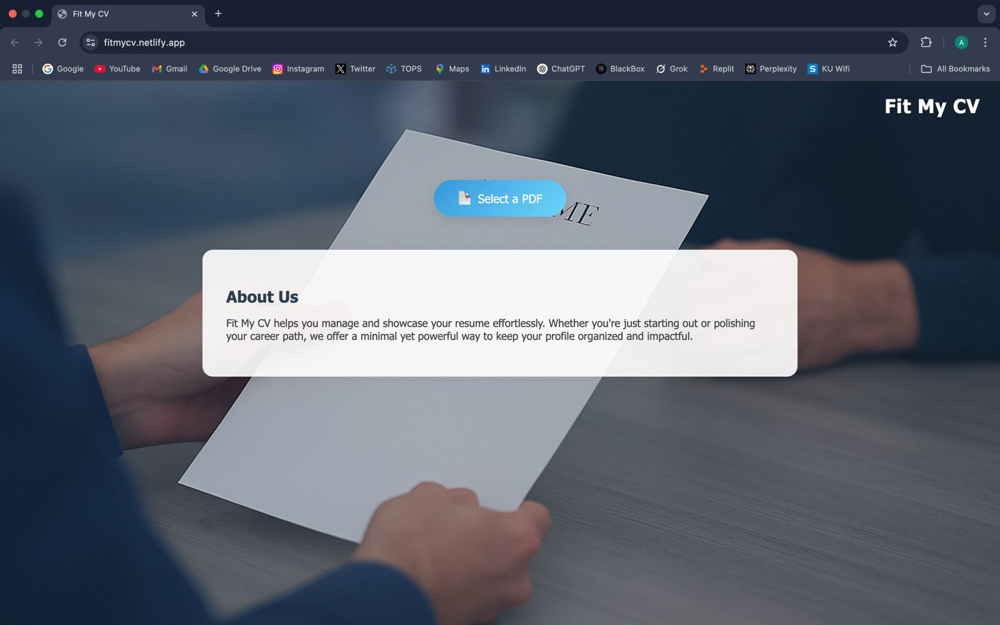 Fit My CV
fitmycv.netlify.app
A
Google
YouTube
Gmail
Google Drive
Instagram
Twitter
TOPS
Maps
LinkedIn
ChatGPT
BlackBox
Grok
Replit
Perplexity
KU Wifi
All Bookmarks
Fit My CV
Select a PDF
ME
About Us
Fit My CV helps you manage and showcase your resume effortlessly. Whether you're just starting out or polishing
your career path, we offer a minimal yet powerful way to keep your profile organized and impactful.